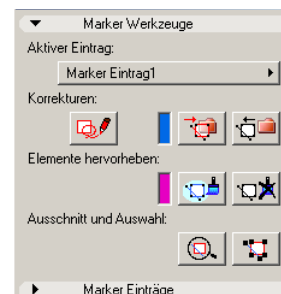 Marker Werkzeuge
Aktiver Eintrag:
Marker Eintrag1
Korrekturen:
Elemente hervorheben:
Ausschnitt und Auswahl:
Marker Einträge